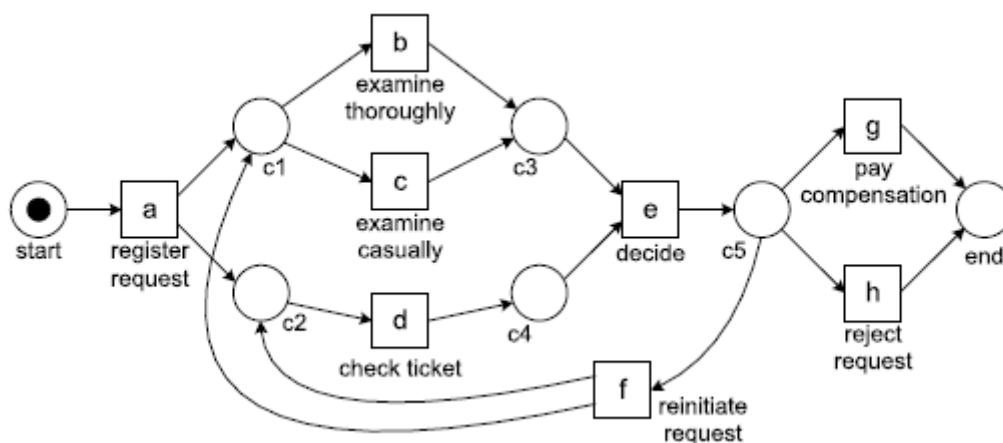 b
examine
thoroughly
c1
c
examine
casually
c3
start
a
register
request
c2
d
check ticket
c4
e
decide
c5
g
pay
compensation
end
h
reject
request
f
reinitiate
request